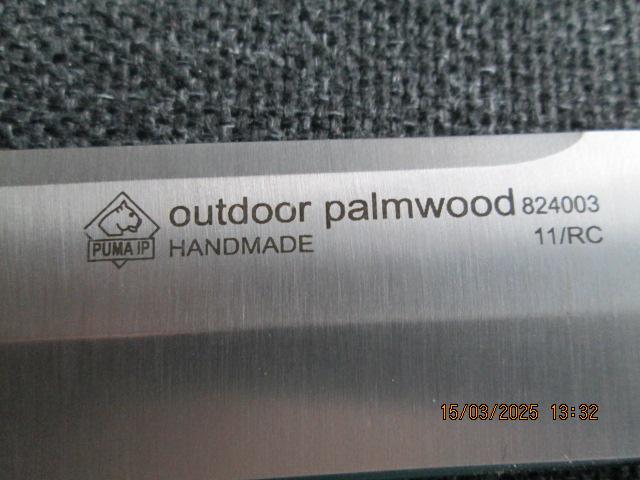 outdoor palmwood 824003
PUMA IP HANDMADE 11/RC
15/03/2025 13:32